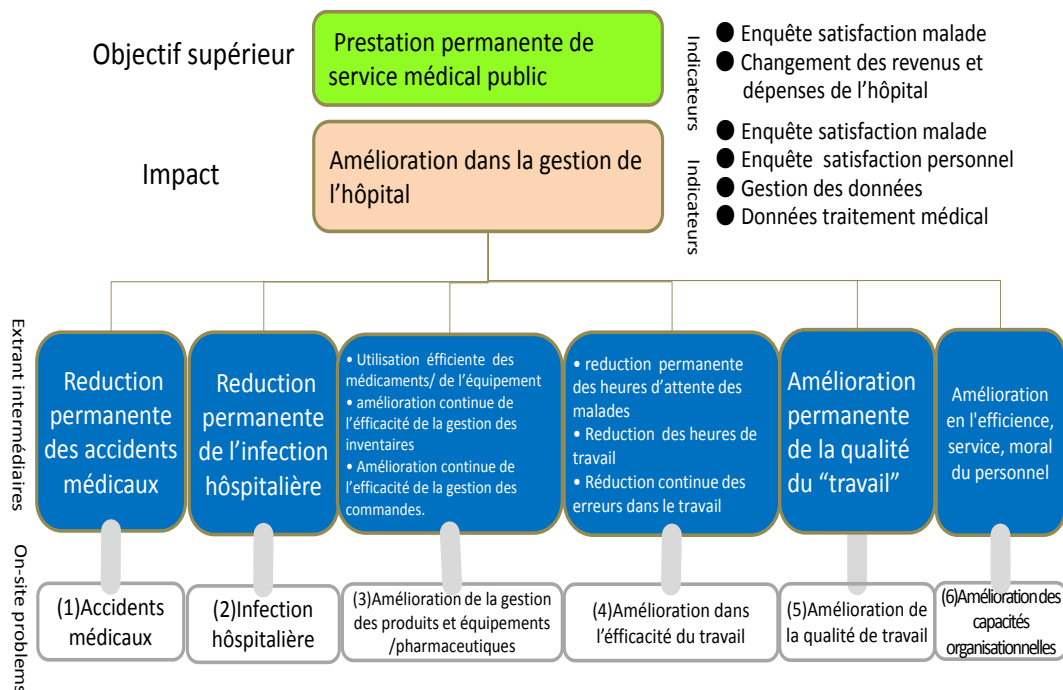 Objectif supérieur
Prestation permanente de
service médical public
Indicateurs
● Enquête satisfaction malade
● Changement des revenus et
dépenses de l’hôpital
Impact
Amélioration dans la gestion de
l’hôpital
Indicateurs
● Enquête satisfaction malade
● Enquête satisfaction personnel
● Gestion des données
● Données traitement médical
Extrant intermédiaires
Reduction
permanente
des accidents
médicaux
Reduction
permanente
de l’infection
hôspitalière
• Utilisation éfficiente des
médicaments/ de l’équipement
• amélioration continue de
l’éfficacité de la gestion des
inventaires
• Amélioration continue de
l’efficacité de la gestion des
commandes.
• reduction permanente
des heures d’attente des
malades
• Reduction des heures de
travail
• Réduction continue des
erreurs dans le travail
Amélioration
permanente
de la qualité
du “travail”
Amélioration
en l'efficience,
service, moral
du personnel
On-site problems
(1)Accidents
médicaux
(2)Infection
hôspitalière
(3)Amélioration de la gestion
des produits et équipements
/pharmaceutiques
(4)Amélioration dans
l’éfficacité du travail
(5)Amélioration de
la qualité de travail
(6)Amélioration des
capacités
organisationnelles